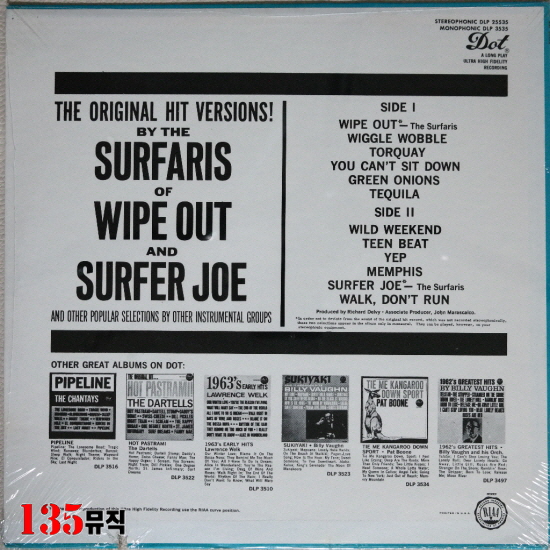 STEREOPHONIC DLP 25535
MONOPHONIC DLP 3535
Dot
A LONG PLAY
ULTRA HIGH FIDELITY
RECORDING
THE ORIGINAL HIT VERSIONS!
BY THE
SURFARIS
OF
WIPE OUT
AND
SURFER JOE
AND OTHER POPULAR SELECTIONS BY OTHER INSTRUMENTAL GROUPS
SIDE I
WIPE OUT*—The Surfaris
WIGGLE WOBBLE
TORQUAY
YOU CAN'T SIT DOWN
GREEN ONIONS
TEQUILA
SIDE II
WILD WEEKEND
TEEN BEAT
YEP
MEMPHIS
SURFER JOE*—The Surfaris
WALK, DON'T RUN
Produced by Richard Delvy - Associate Producer, John Marascalco.
OTHER GREAT ALBUMS ON DOT:
PIPELINE
THE CHANTAYS
PIPELINE
DLP 3516
HOT PASTRAMI
THE DARTELLS
HOT PASTRAMI!
The Dartells
DLP 3522
1963's EARLY HITS
LAWRENCE WELK
1963's EARLY HITS
Lawrence Welk
DLP 3510
SUKIYAKI
BILLY VAUGHN
SUKIYAKI • Billy Vaughn
DLP 3523
TIE ME KANGAROO
DOWN SPORT
PAT BOONE
TIE ME KANGAROO DOWN
SPORT • Pat Boone
DLP 3534
1962's GREATEST HITS
BY BILLY VAUGHN
1962's GREATEST HITS •
Billy Vaughn and his Orch.
DLP 3497
135뮤직
PRINTED IN U.S.A.